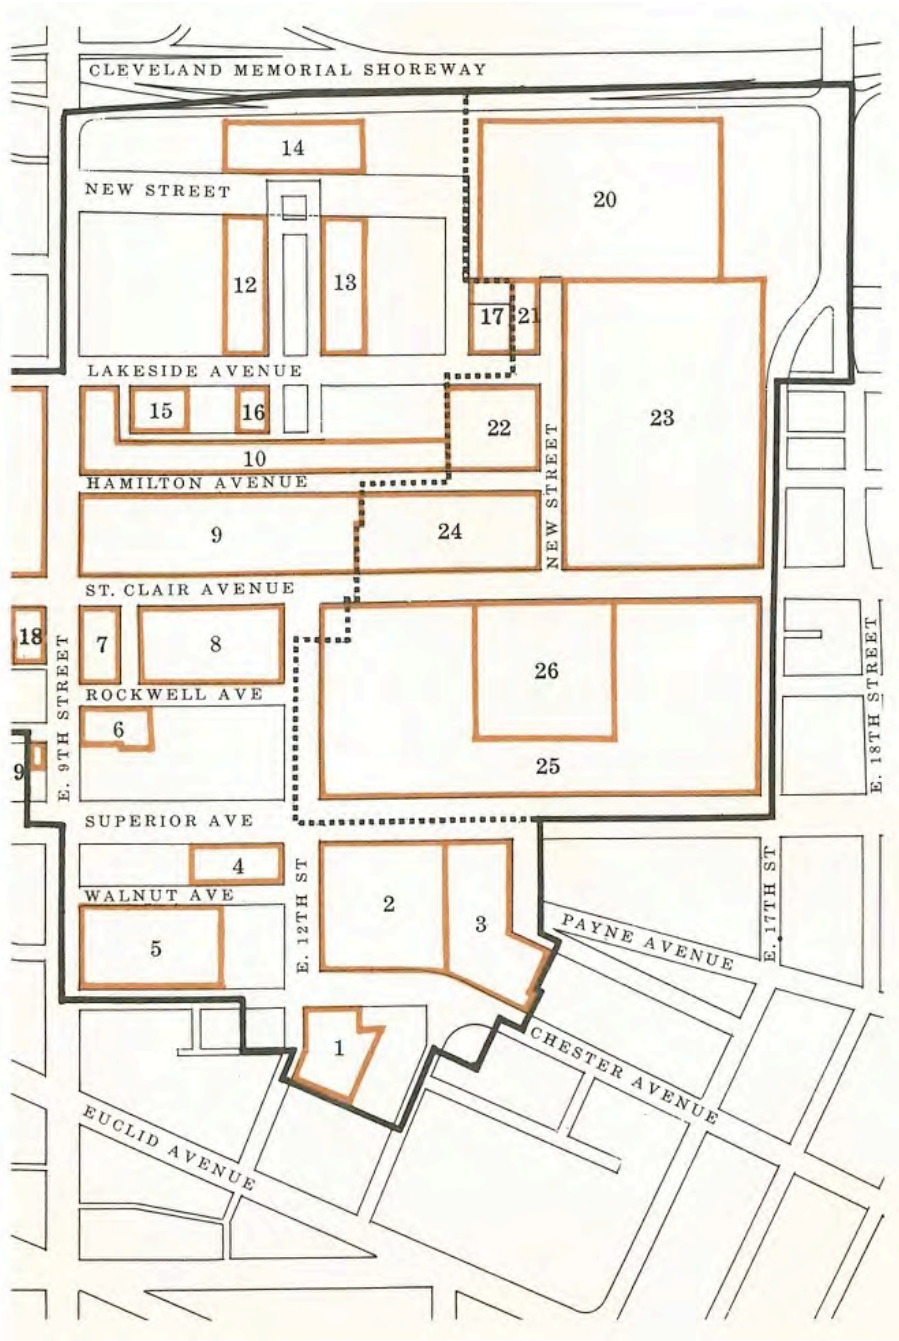 CLEVELAND MEMORIAL SHOREWAY
14
NEW STREET
20
12
13
17
21
LAKESIDE AVENUE
15
16
22
23
10
HAMILTON AVENUE
NEW STREET
9
24
ST. CLAIR AVENUE
18
7
8
26
E. 9TH STREET
E. 18TH STREET
ROCKWELL AVE
6
9
25
SUPERIOR AVE
4
WALNUT AVE
E. 12TH ST
2
3
5
PAYNE AVENUE
E. 17TH ST
1
CHESTER AVENUE
EUCLID AVENUE